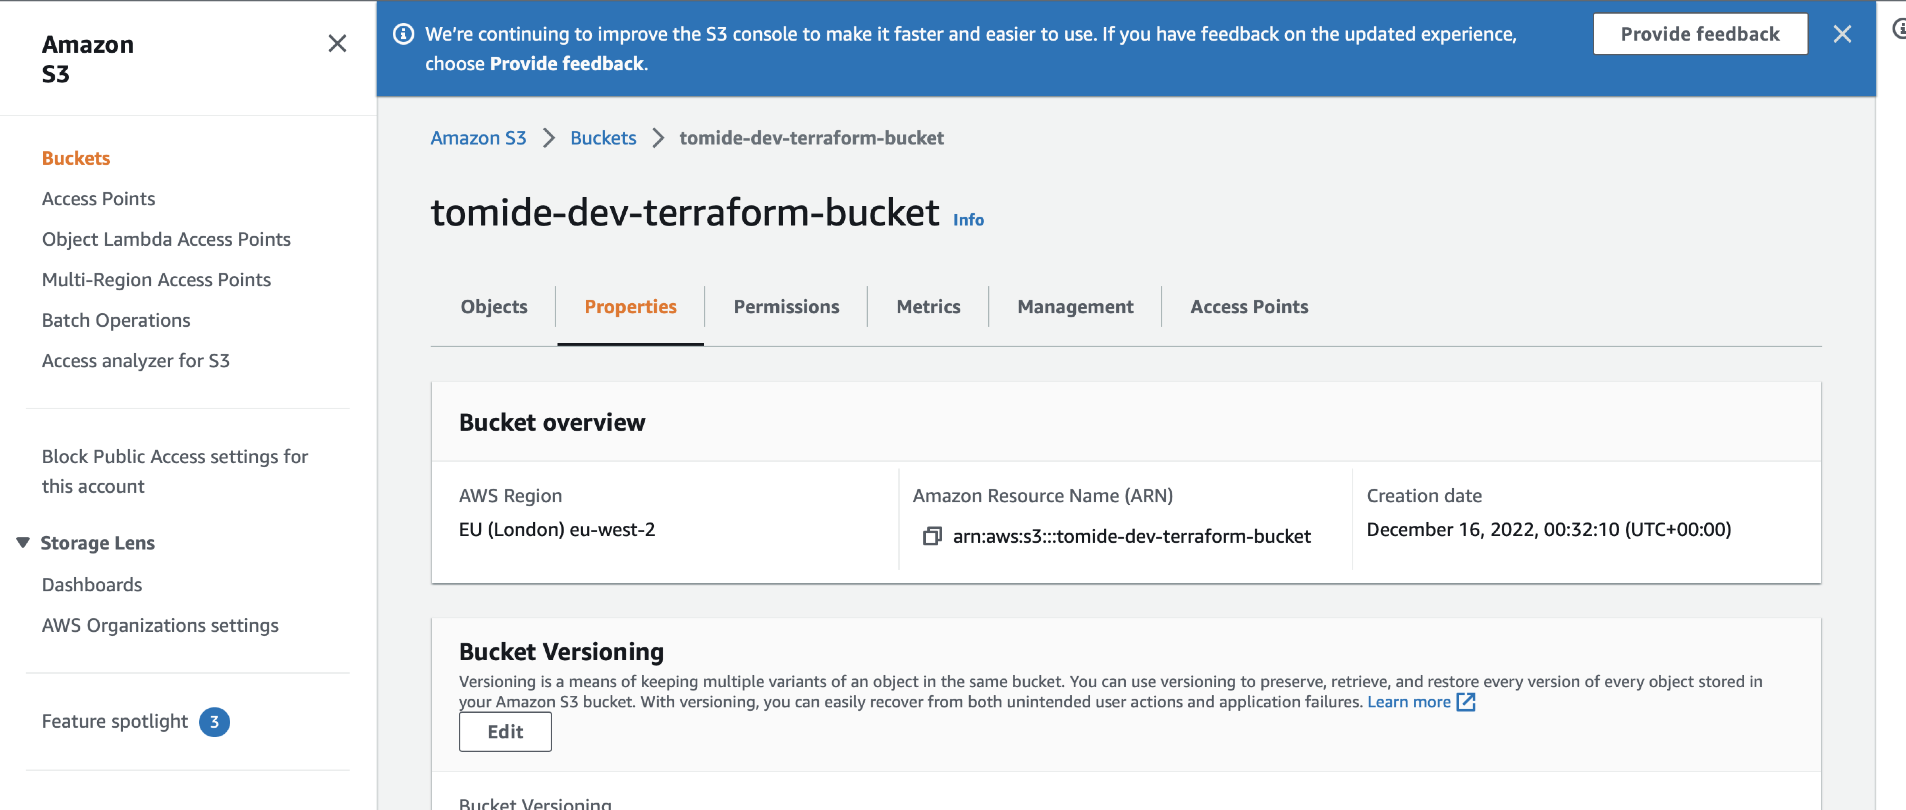 Amazon
S3
We're continuing to improve the S3 console to make it faster and easier to use. If you have feedback on the updated experience,
choose Provide feedback.
Provide feedback
Buckets
Access Points
Object Lambda Access Points
Multi-Region Access Points
Batch Operations
Access analyzer for S3
Block Public Access settings for
this account
Storage Lens
Dashboards
AWS Organizations settings
Feature spotlight 3
Amazon S3 > Buckets > tomide-dev-terraform-bucket
tomide-dev-terraform-bucket Info
Objects Properties Permissions Metrics Management Access Points
Bucket overview
AWS Region
EU (London) eu-west-2
Amazon Resource Name (ARN)
arn:aws:s3:::tomide-dev-terraform-bucket
Creation date
December 16, 2022, 00:32:10 (UTC+00:00)
Bucket Versioning
Versioning is a means of keeping multiple variants of an object in the same bucket. You can use versioning to preserve, retrieve, and restore every version of every object stored in
your Amazon S3 bucket. With versioning, you can easily recover from both unintended user actions and application failures. Learn more
Edit
Bucket Versioning